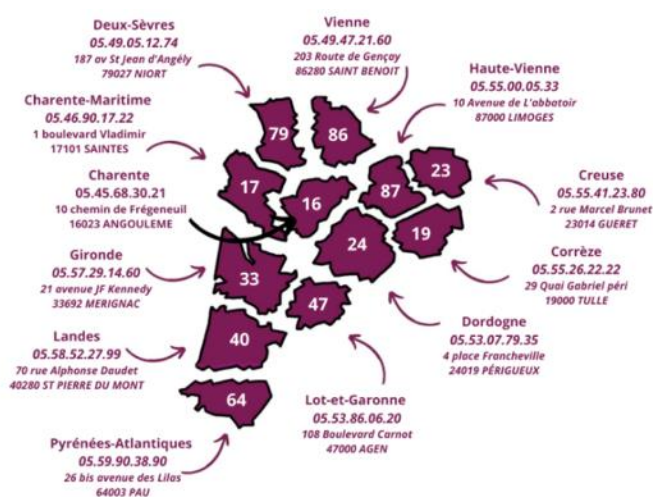 Deux-Sèvres
05.49.05.12.74
187 av St Jean d'Angély
79027 NIORT
Vienne
05.49.47.21.60
203 Route de Gençay
86280 SAINT BENOIT
Haute-Vienne
05.55.00.05.33
10 Avenue de L'abbatoir
87000 LIMOGES
Charente-Maritime
05.46.90.17.22
1 boulevard Vladimir
17101 SAINTES
Charente
05.45.68.30.21
10 chemin de Frégeneuil
16023 ANGOULEME
Creuse
05.55.41.23.80
2 rue Marcel Brunet
23014 GUERET
Gironde
05.57.29.14.60
21 avenue JF Kennedy
33692 MERIGNAC
Corrèze
05.55.26.22.22
29 Quai Gabriel péri
19000 TULLE
Landes
05.58.52.27.99
70 rue Alphonse Daudet
40280 ST PIERRE DU MONT
Dordogne
05.53.07.79.35
4 place Francheville
24019 PÉRIGUEUX
Lot-et-Garonne
05.53.86.06.20
108 Boulevard Carnot
47000 AGEN
Pyrénées-Atlantiques
05.59.90.38.90
26 bis avenue des Lilas
64003 PAU
79
86
17
16
87
23
33
24
19
47
40
64